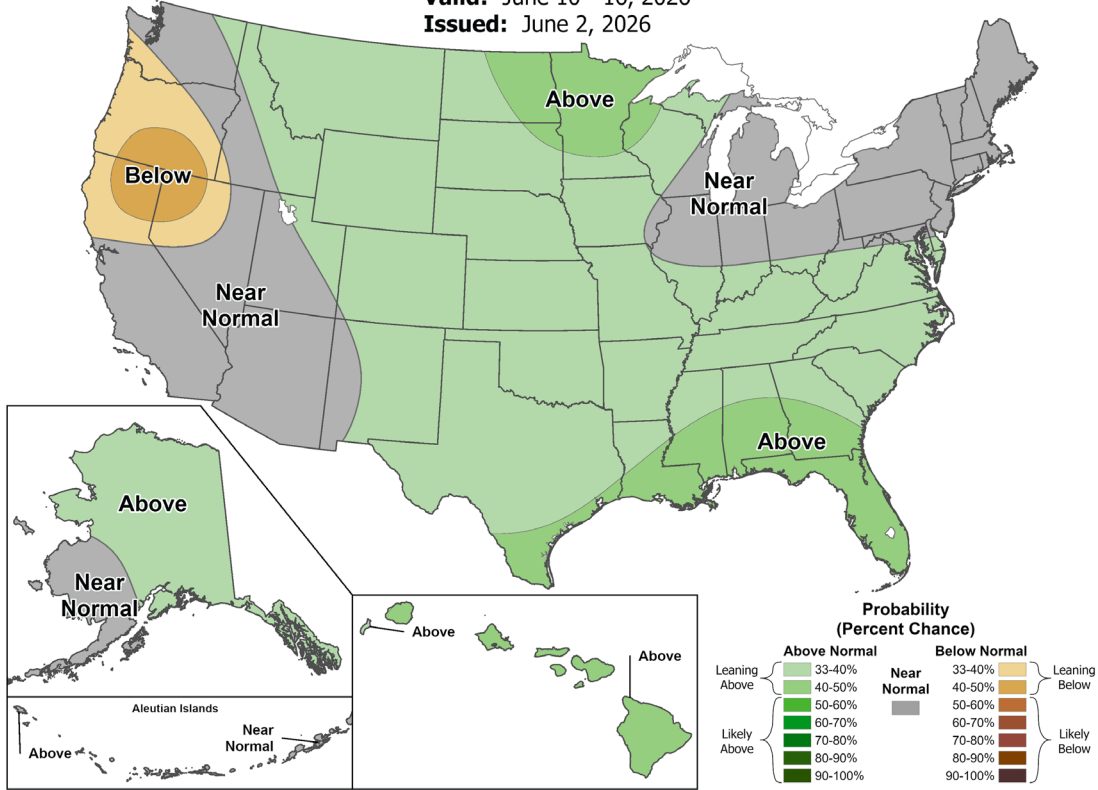 Issued: June 2, 2026
Above
Below
Near
Normal
Near
Normal
Above
Above
Near
Normal
Above
Above
Aleutian Islands
Near
Normal
Above
Probability
(Percent Chance)
Above Normal
Below Normal
Leaning
Above
33-40%
40-50%
Likely
Above
50-60%
60-70%
70-80%
80-90%
90-100%
Near
Normal
33-40%
40-50%
Leaning
Below
50-60%
60-70%
70-80%
80-90%
90-100%
Likely
Below